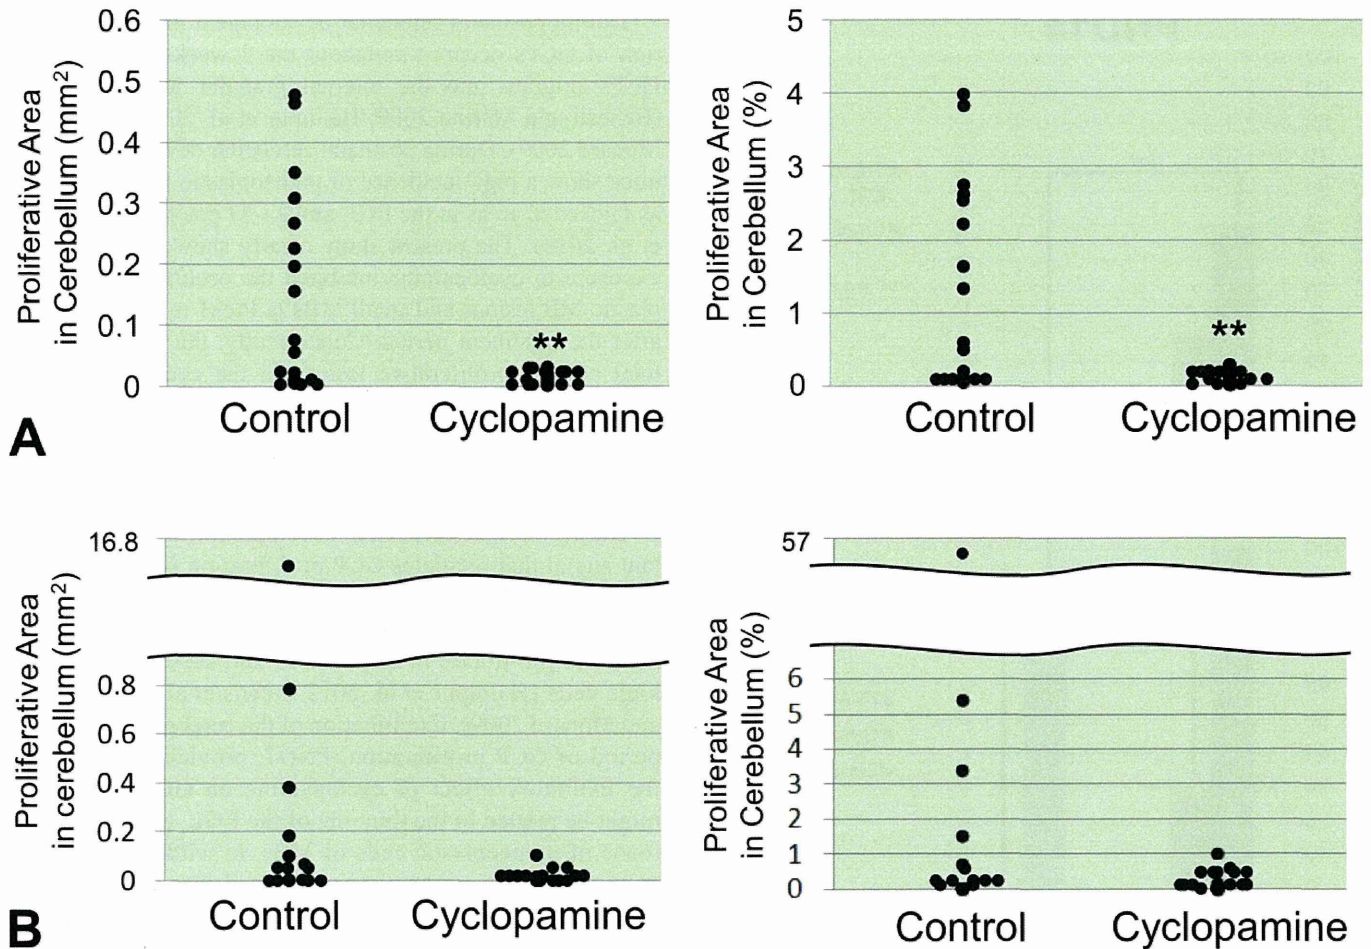 0.6
0.5
0.4
0.3
0.2
0.1
0
Proliferative Area
in Cerebellum (mm²)
**
Control Cyclopamine
5
4
3
2
1
0
Proliferative Area
in Cerebellum (%)
**
Control Cyclopamine
A
16.8
0.8
0.6
0.4
0.2
0
Proliferative Area
in cerebellum (mm²)
Control Cyclopamine
57
6
5
4
3
2
1
0
Proliferative Area
in Cerebellum (%)
Control Cyclopamine
B